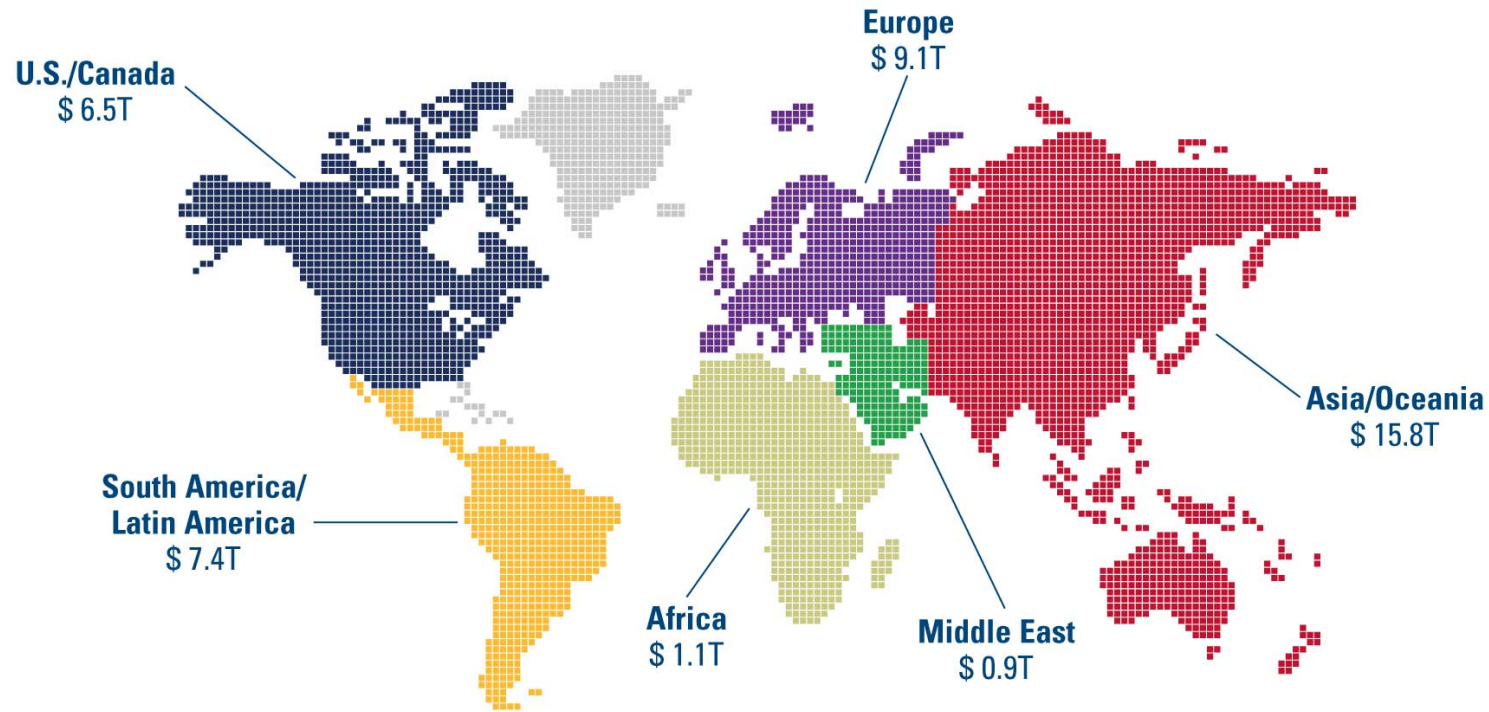 Europe
$ 9.1T
U.S./Canada
$ 6.5T
Asia/Oceania
$ 15.8T
South America/
Latin America
$ 7.4T
Africa
$ 1.1T
Middle East
$ 0.9T